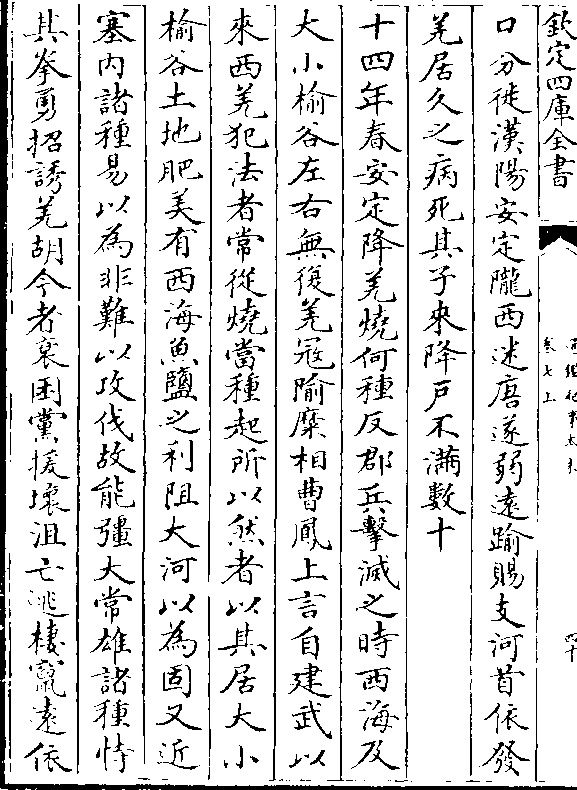 欽定四庫全書
卷七上
四十
口分徙漢陽安定隴西迷唐遂弱遠踰賜支河首依發
羌居久之病死其子來降戸不滿數十
十四年春安定降羌燒何種反郡兵擊滅之時西海及
大小榆谷左右無復羌寇隃糜相曹鳳上言自建武以
來西羌犯法者常從燒當種起所以然者以其居大小
榆谷土地肥美有西海魚鹽之利阻大河以為固又近
塞内諸種易以為非難以攻伐故能彊大常雄諸種恃
其拳勇招誘羌胡今者衰困黨援壞沮亡逃棲竄遠依